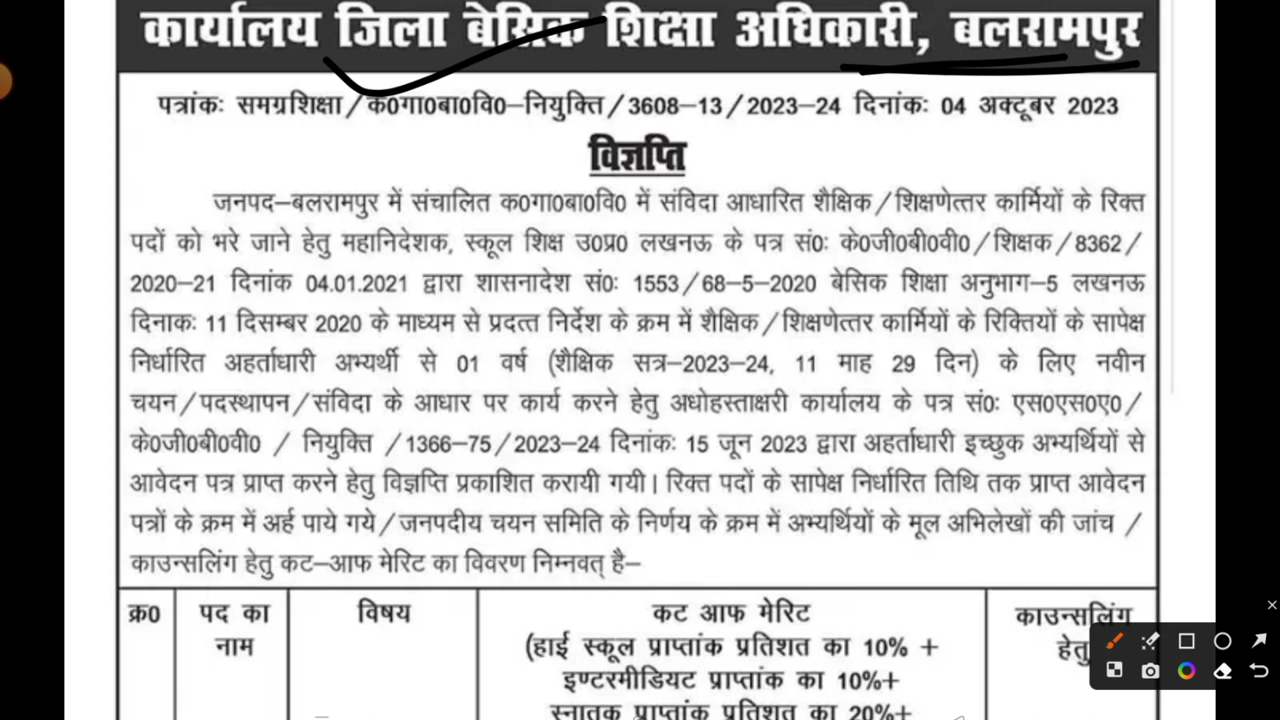 कार्यालय जिला बेसिक शिक्षा अधिकारी, बलरामपुर
पत्रांकः समग्रशिक्षा/क0गा0बा0वि0–नियुक्ति/3608–13/2023–24 दिनांकः 04 अक्टूबर 2023
विज्ञप्ति
जनपद–बलरामपुर में संचालित क0गा0बा0वि0 में संविदा आधारित शैक्षिक/शिक्षणेत्तर कार्मियों के रिक्त
पदों को भरे जाने हेतु महानिदेशक, स्कूल शिक्ष उ0प्र0 लखनऊ के पत्र सं0ः के0जी0बी0वी0/शिक्षक/8362/
2020–21 दिनांक 04.01.2021 द्वारा शासनादेश सं0ः 1553/68–5–2020 बेसिक शिक्षा अनुभाग–5 लखनऊ
दिनाकः 11 दिसम्बर 2020 के माध्यम से प्रदत्त निर्देश के क्रम में शैक्षिक/शिक्षणेत्तर कार्मियों के रिक्तियों के सापेक्ष
निर्धारित अहर्ताधारी अभ्यर्थी से 01 वर्ष (शैक्षिक सत्र–2023–24, 11 माह 29 दिन) के लिए नवीन
चयन/पदस्थापन/संविदा के आधार पर कार्य करने हेतु अधोहस्ताक्षरी कार्यालय के पत्र सं0ः एस0एस0ए0/
के0जी0बी0वी0 / नियुक्ति /1366–75/2023–24 दिनांकः 15 जून 2023 द्वारा अहर्ताधारी इच्छुक अभ्यर्थियों से
आवेदन पत्र प्राप्त करने हेतु विज्ञप्ति प्रकाशित करायी गयी। रिक्त पदों के सापेक्ष निर्धारित तिथि तक प्राप्त आवेदन
पत्रों के क्रम में अर्ह पाये गये/जनपदीय चयन समिति के निर्णय के क्रम में अभ्यर्थियों के मूल अभिलेखों की जांच /
काउन्सलिंग हेतु कट–आफ मेरिट का विवरण निम्नवत् है–
क्र0 पद का विषय कट आफ मेरिट काउन्सलिंग
नाम (हाई स्कूल प्राप्तांक प्रतिशत का 10% + हेतु
इण्टरमीडियट प्राप्तांक का 10%+
स्नातक प्राप्तांक प्रतिशत का 20%+